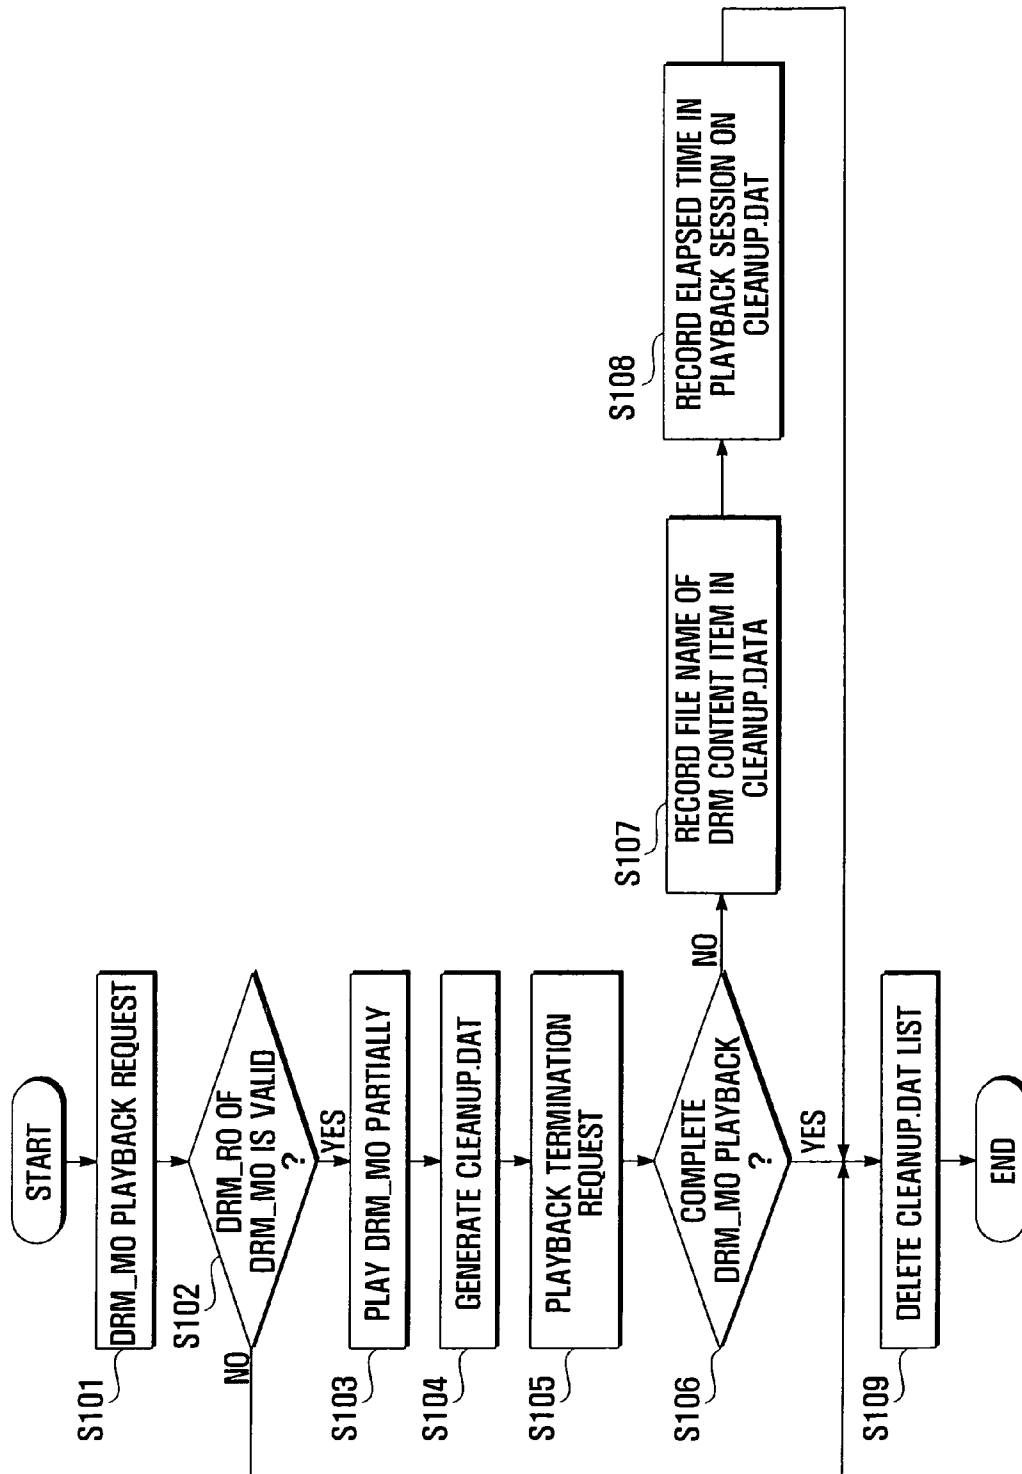 START
S101
DRM_MO PLAYBACK REQUEST
S102
DRM_RO OF
DRM_MO IS VALID
?
NO
YES
S103
PLAY DRM_MO PARTIALLY
S104
GENERATE CLEANUP.DAT
S105
PLAYBACK TERMINATION
REQUEST
S106
COMPLETE
DRM_MO PLAYBACK
?
NO
YES
S107
RECORD FILE NAME OF
DRM CONTENT ITEM IN
CLEANUP.DATA
S108
RECORD ELAPSED TIME IN
PLAYBACK SESSION ON
CLEANUP.DAT
S109
DELETE CLEANUP.DAT LIST
END